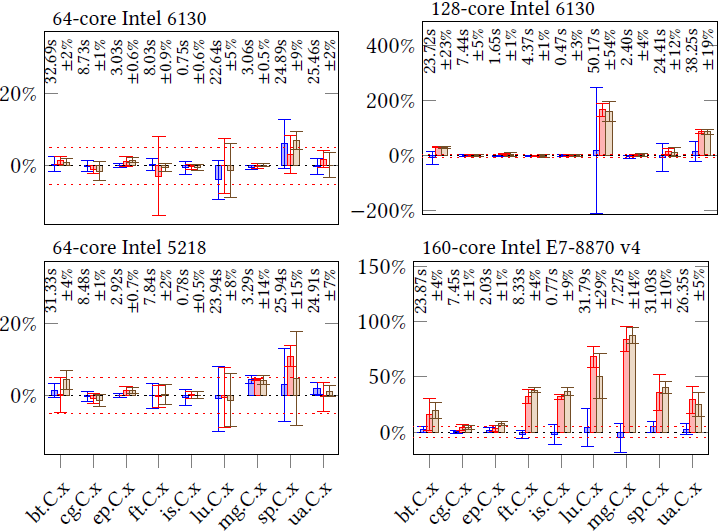 64-core Intel 6130
20%
0%
32.69s ±2%
8.73s ±1%
3.03s ±0.6%
8.03s ±0.9%
0.75s ±0.6%
22.64s ±5%
3.06s ±0.5%
24.89s ±9%
25.46s ±2%
128-core Intel 6130
400%
200%
0%
−200%
23.72s ±23%
7.44s ±5%
1.65s ±1%
4.37s ±1%
0.47s ±3%
50.17s ±54%
2.40s ±4%
24.41s ±12%
38.25s ±19%
64-core Intel 5218
20%
0%
31.33s ±4%
8.48s ±1%
2.92s ±0.7%
7.84s ±2%
0.78s ±0.5%
23.94s ±8%
3.29s ±14%
25.94s ±15%
24.91s ±7%
bt.C.x
cg.C.x
ep.C.x
ft.C.x
is.C.x
lu.C.x
mg.C.x
sp.C.x
ua.C.x
160-core Intel E7-8870 v4
150%
100%
50%
0%
23.87s ±4%
7.45s ±1%
2.03s ±1%
8.33s ±4%
0.77s ±9%
31.79s ±29%
7.27s ±14%
31.03s ±10%
26.35s ±5%
bt.C.x
cg.C.x
ep.C.x
ft.C.x
is.C.x
lu.C.x
mg.C.x
sp.C.x
ua.C.x